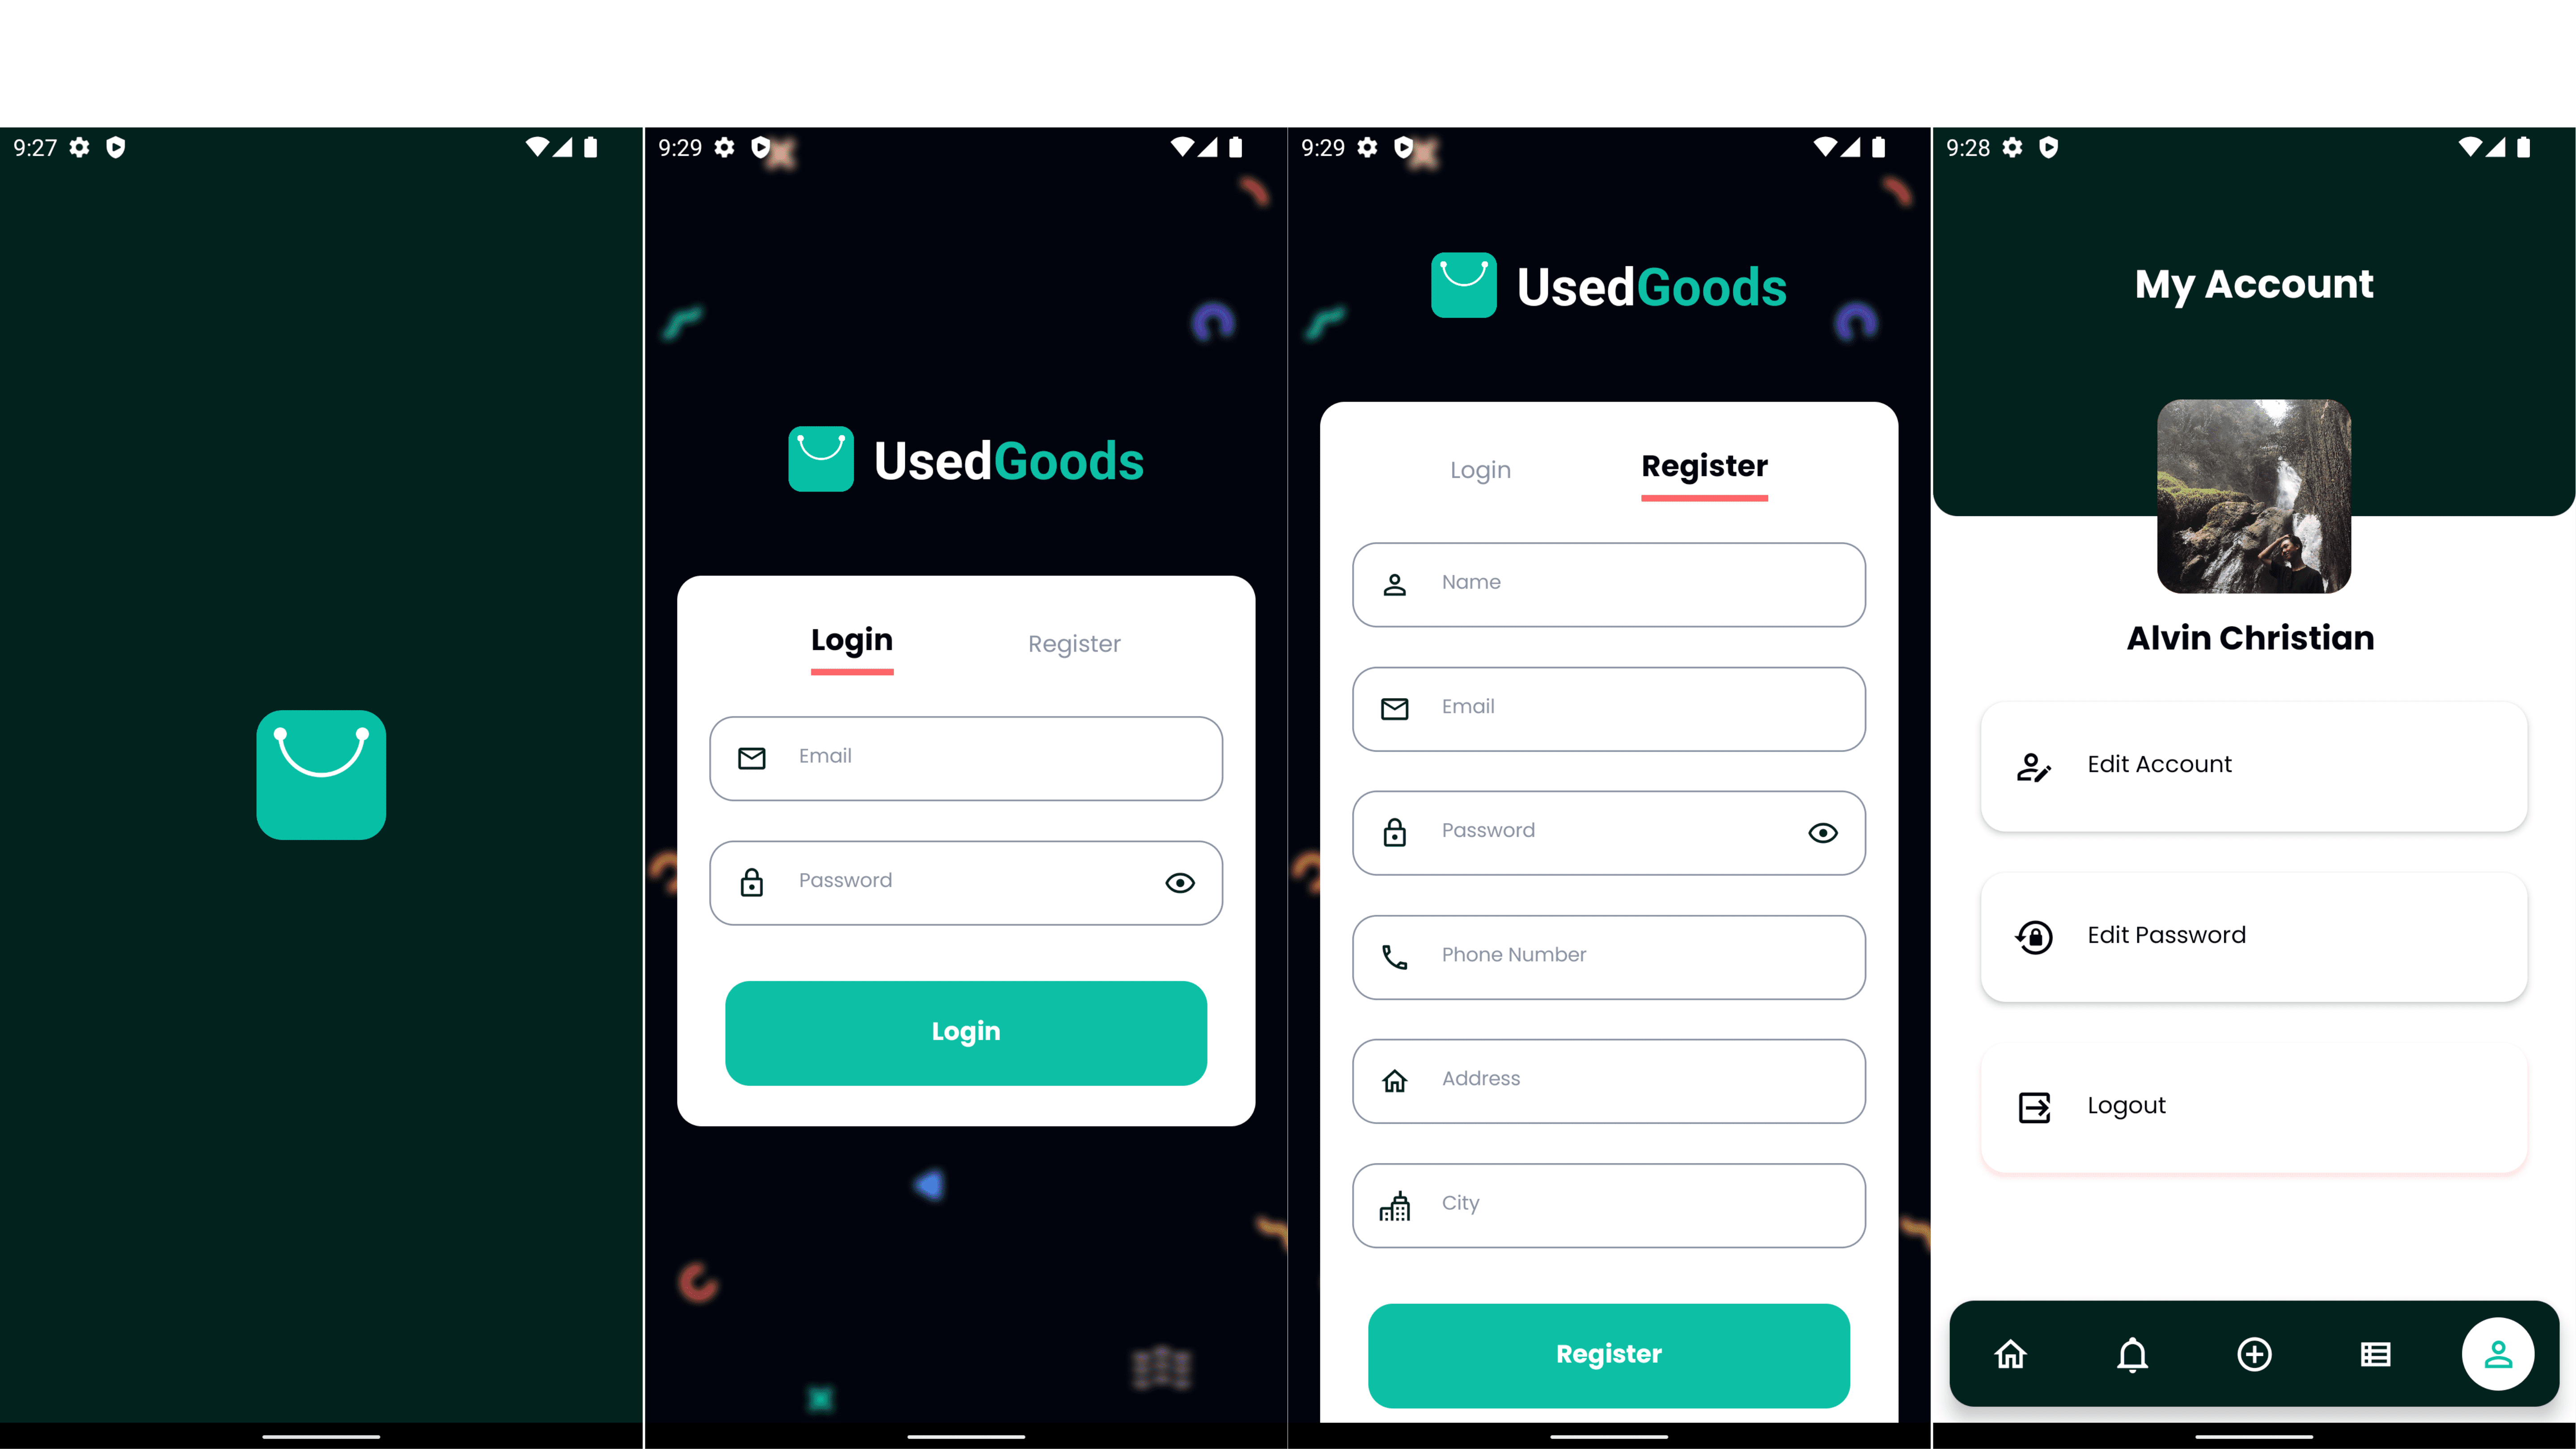 9:27
9:29
UsedGoods
Login
Register
Email
Password
Login
9:29
UsedGoods
Login
Register
Name
Email
Password
Phone Number
Address
City
Register
9:28
My Account
Alvin Christian
Edit Account
Edit Password
Logout